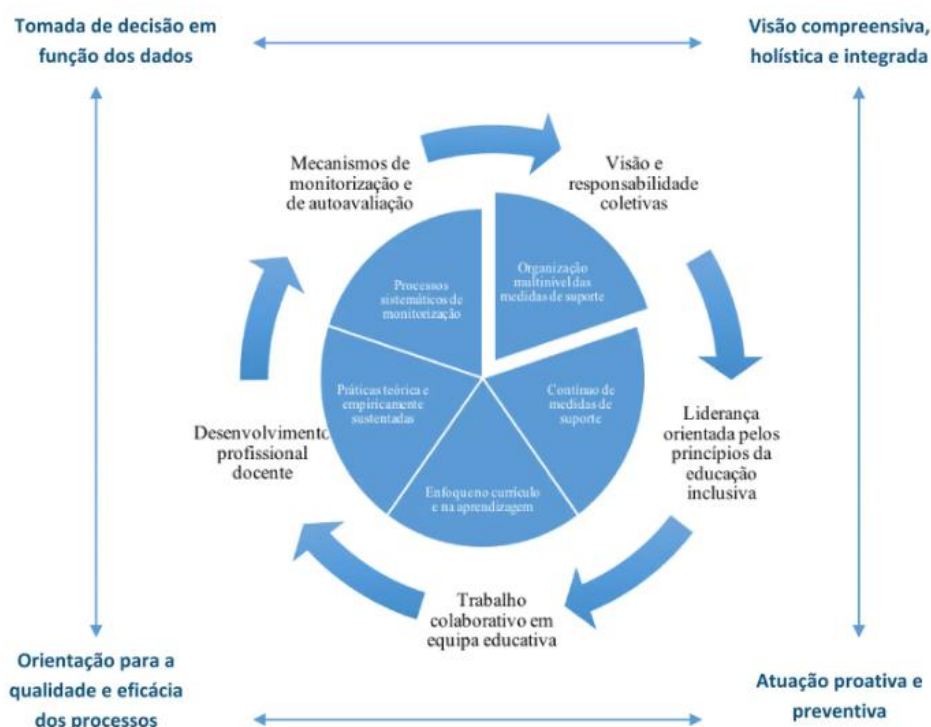 Tomada de decisão em
função dos dados
Visão compreensiva,
holística e integrada
Mecanismos de
monitorização e
de autoavaliação
Visão e
responsabilidade
coletivas
Processos
sistemáticos de
monitorização
Organização
multinível das
medidas de suporte
Práticas teórica e
empiricamente
sustentadas
Contínuo de
medidas de
suporte
Enfoque no currículo
e na aprendizagem
Desenvolvimento
profissional
docente
Liderança
orientada pelos
princípios da
educação
inclusiva
Trabalho
colaborativo em
equipa educativa
Orientação para a
qualidade e eficácia
dos processos
Atuação proativa e
preventiva